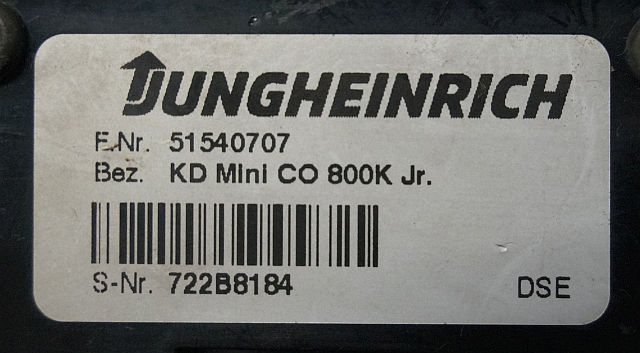 JUNGHEINRICH
F.Nr. 51540707
Bez. KD Mini CO 800K Jr.
S-Nr. 722B8184
DSE